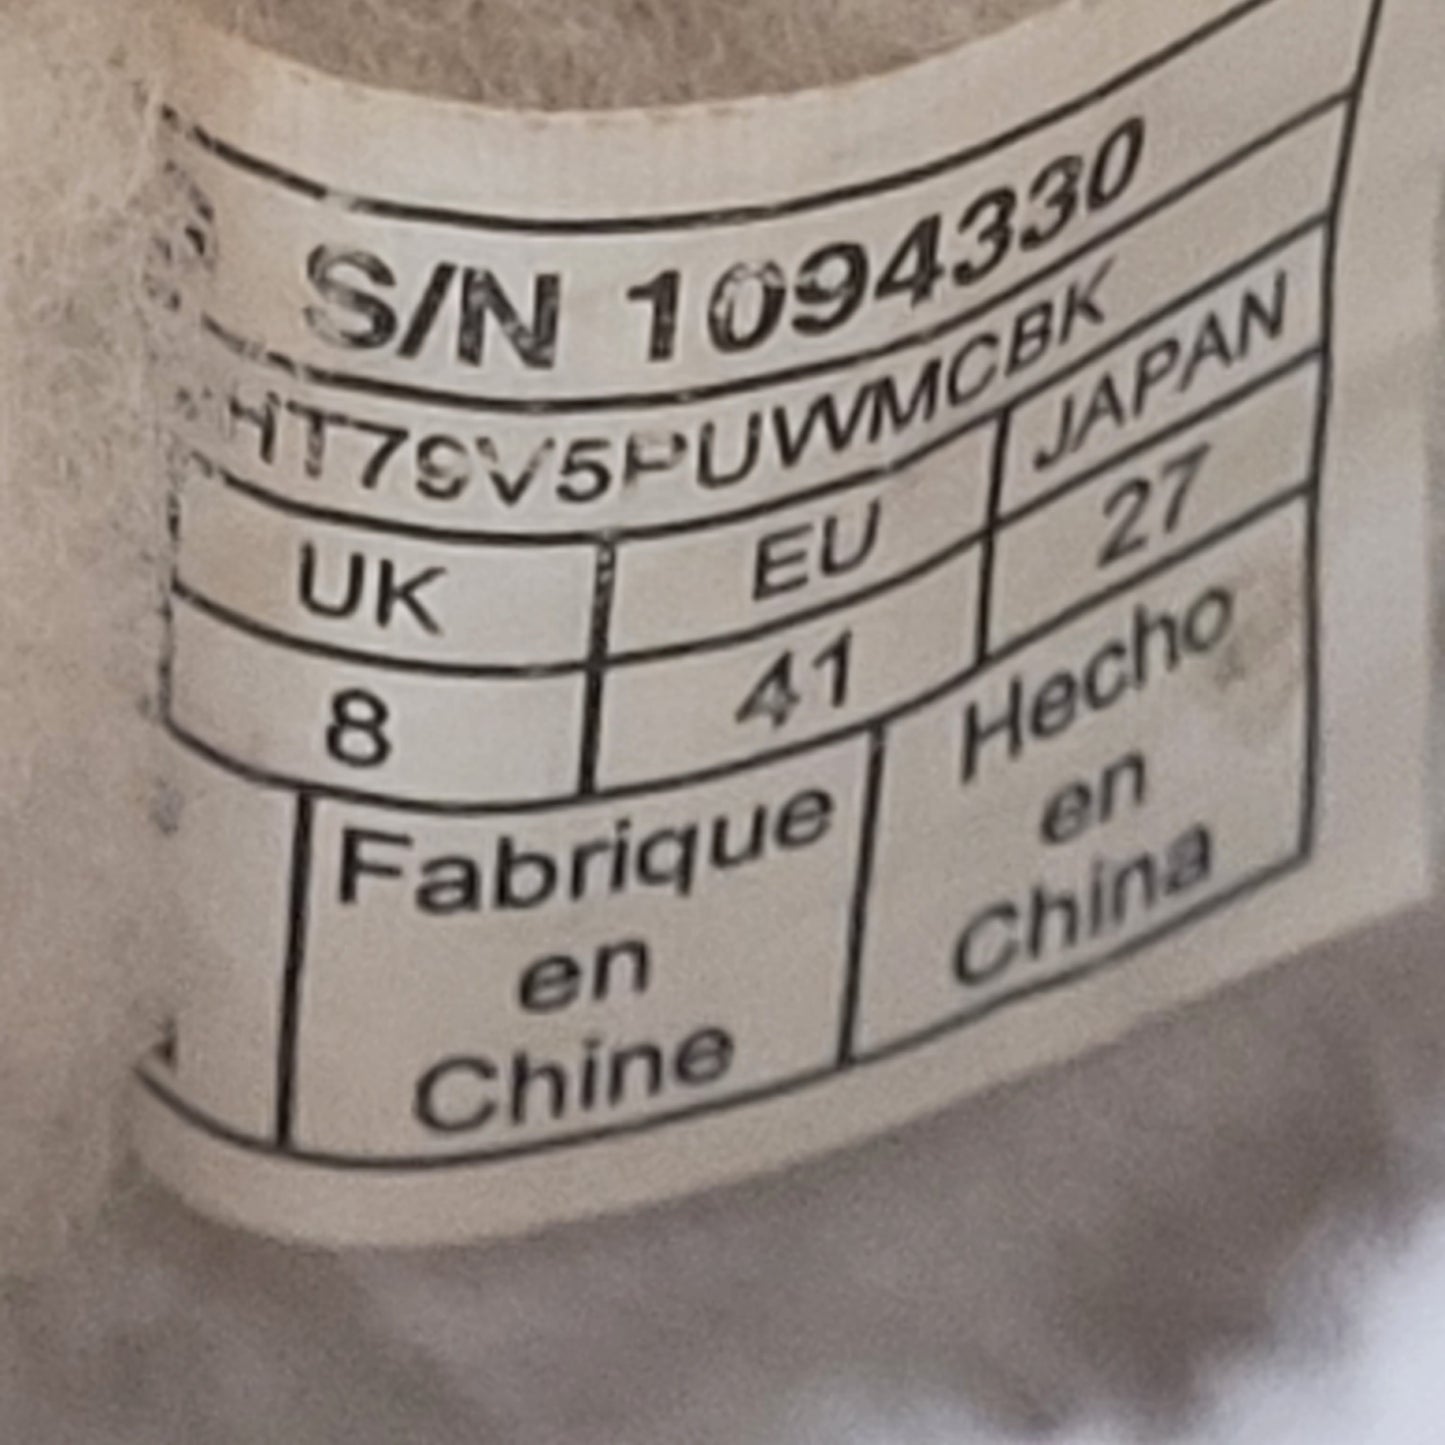 S/N 1094330
HT79V5PUWMCBK
UK EU JAPAN
8 41 27
Fabrique
en
Chine
Hecho
en
China